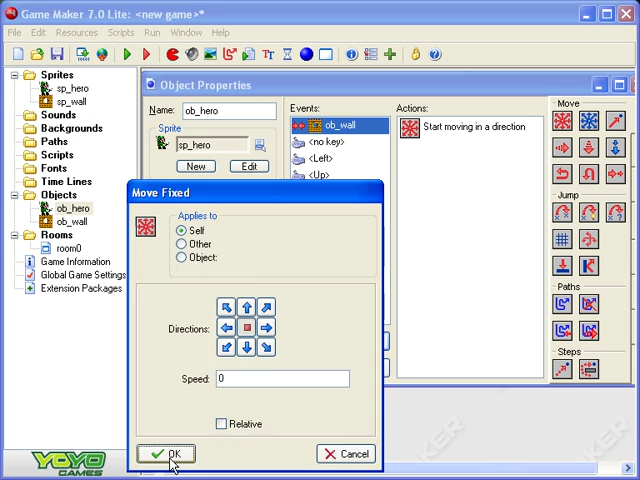 Game Maker 7.0 Lite: <new game>*
File Edit Resources Scripts Run Window Help
Sprites
sp_hero
sp_wall
Sounds
Backgrounds
Paths
Scripts
Fonts
Time Lines
Objects
ob_hero
ob_wall
Rooms
room0
Game Information
Global Game Settings
Extension Packages
YOYO
GAMES
Object Properties
Name: ob_hero
Sprite
sp_hero
New Edit
Events:
ob_wall
<no key>
<Left>
<Up>
Actions:
Start moving in a direction
Move
Jump
Paths
Steps
Move Fixed
Applies to
Self
Other
Object:
Directions:
Speed: 0
Relative
OK Cancel